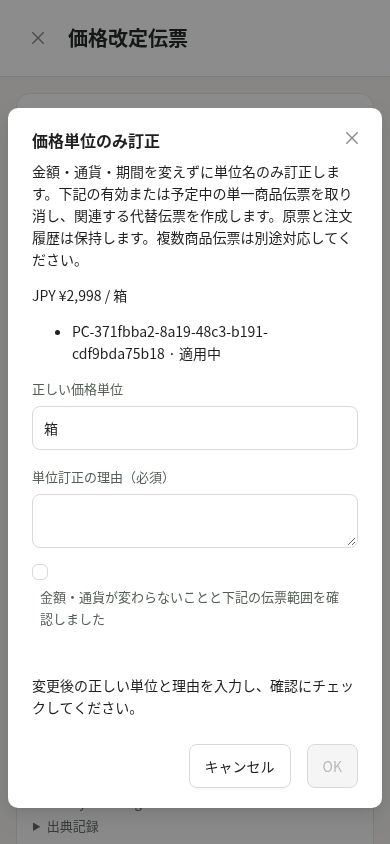 価格改定伝票
価格単位のみ訂正
金額・通貨・期間を変えずに単位名のみ訂正しま
す。下記の有効または予定中の単一商品伝票を取り
消し、関連する代替伝票を作成します。原票と注文
履歴は保持します。複数商品伝票は別途対応してく
ださい。
JPY ¥2,998 / 箱
PC-371fbba2-8a19-48c3-b191-
cdf9bda75b18 · 適用中
正しい価格単位
箱
単位訂正の理由（必須）
金額・通貨が変わらないことと下記の伝票範囲を確
認しました
変更後の正しい単位と理由を入力し、確認にチェッ
クしてください。
キャンセル
OK
出典記録